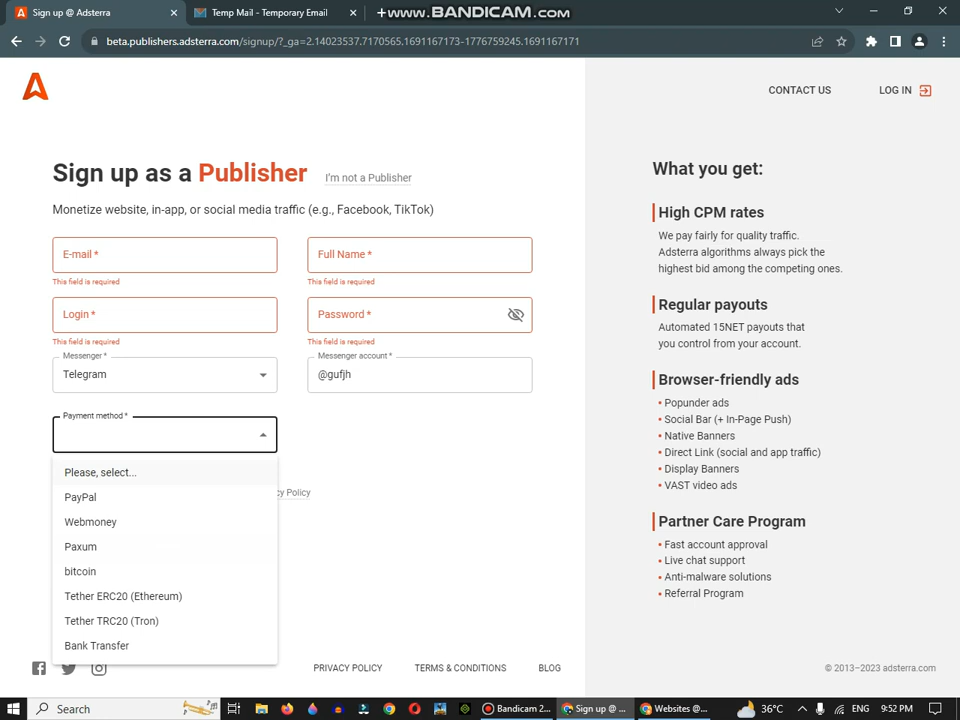 Sign up @ Adsterra
Temp Mail - Temporary Email
www.BANDICAM.com
beta.publishers.adsterra.com/signup/?_ga=2.14023537.7170565.1691167173-1776759245.1691167171
CONTACT US
LOG IN
Sign up as a Publisher
I'm not a Publisher
Monetize website, in-app, or social media traffic (e.g., Facebook, TikTok)
E-mail *
Full Name *
This field is required
This field is required
Login *
Password *
This field is required
This field is required
Messenger *
Telegram
Messenger account *
@gufjh
Payment method *
Please, select...
PayPal
cy Policy
Webmoney
Paxum
bitcoin
Tether ERC20 (Ethereum)
Tether TRC20 (Tron)
Bank Transfer
What you get:
High CPM rates
We pay fairly for quality traffic.
Adsterra algorithms always pick the
highest bid among the competing ones.
Regular payouts
Automated 15NET payouts that
you control from your account.
Browser-friendly ads
• Popunder ads
• Social Bar (+ In-Page Push)
• Native Banners
• Direct Link (social and app traffic)
• Display Banners
• VAST video ads
Partner Care Program
• Fast account approval
• Live chat support
• Anti-malware solutions
• Referral Program
PRIVACY POLICY
TERMS & CONDITIONS
BLOG
© 2013–2023 adsterra.com
Search
Bandicam 2...
Sign up @ ...
Websites @...
36°C
ENG
9:52 PM